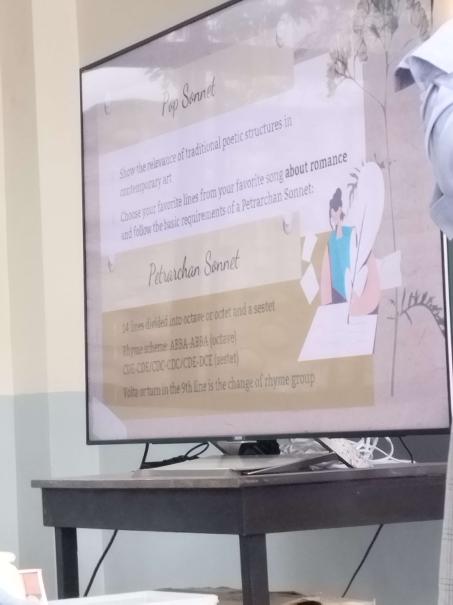 Pop Sonnet
Show the relevance of traditional poetic structures in
contemporary art
Choose your favorite lines from your favorite song about romance
and follow the basic requirements of a Petrarchan Sonnet:
Petrarchan Sonnet
14 lines divided into octave or octet and a sestet
Rhyme scheme: ABBA-ABBA (octave)
CDE-CDE/CDC-CDC/CDE-DCE (sestet)
Volta or turn in the 9th line is the change of rhyme group